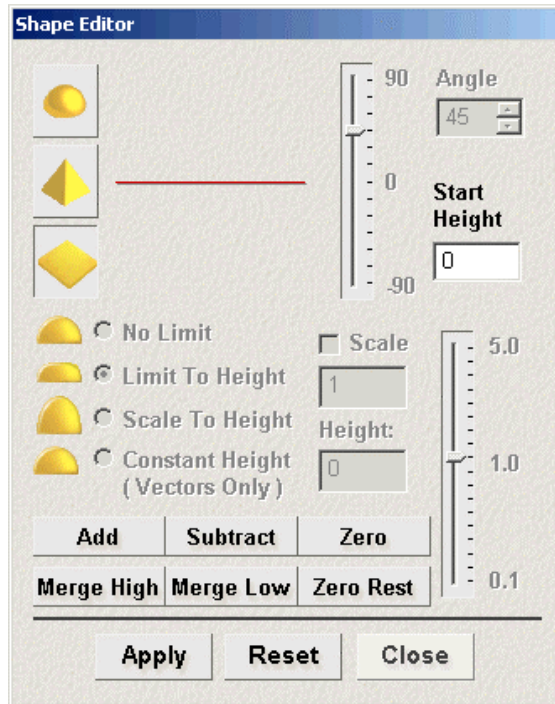 Shape Editor
90
Angle
45
0
Start
Height
0
-90
No Limit
Scale
5.0
Limit To Height
1
Scale To Height
Height:
Constant Height
( Vectors Only )
0
1.0
Add
Subtract
Zero
Merge High
Merge Low
Zero Rest
0.1
Apply
Reset
Close